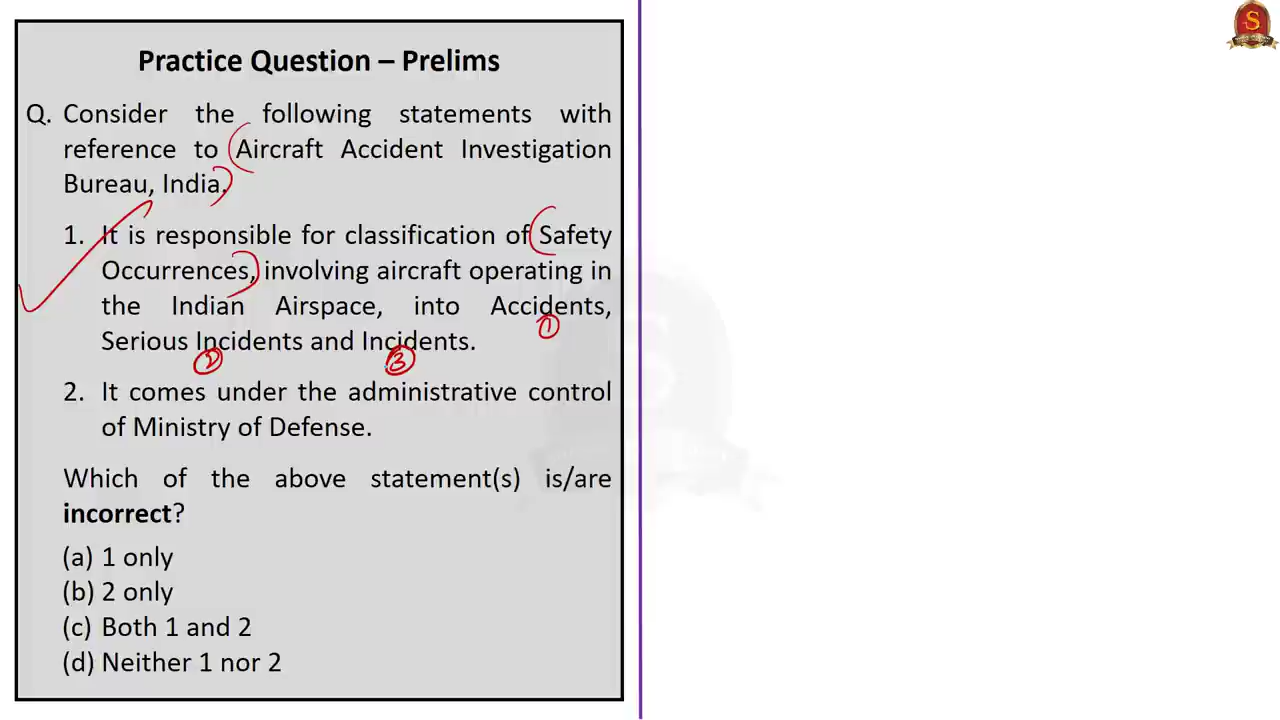 Practice Question – Prelims
Q. Consider the following statements with
reference to Aircraft Accident Investigation
Bureau, India.
1. It is responsible for classification of Safety
Occurrences, involving aircraft operating in
the Indian Airspace, into Accidents,
Serious Incidents and Incidents.
1
2
3
2. It comes under the administrative control
of Ministry of Defense.
Which of the above statement(s) is/are
incorrect?
(a) 1 only
(b) 2 only
(c) Both 1 and 2
(d) Neither 1 nor 2
S